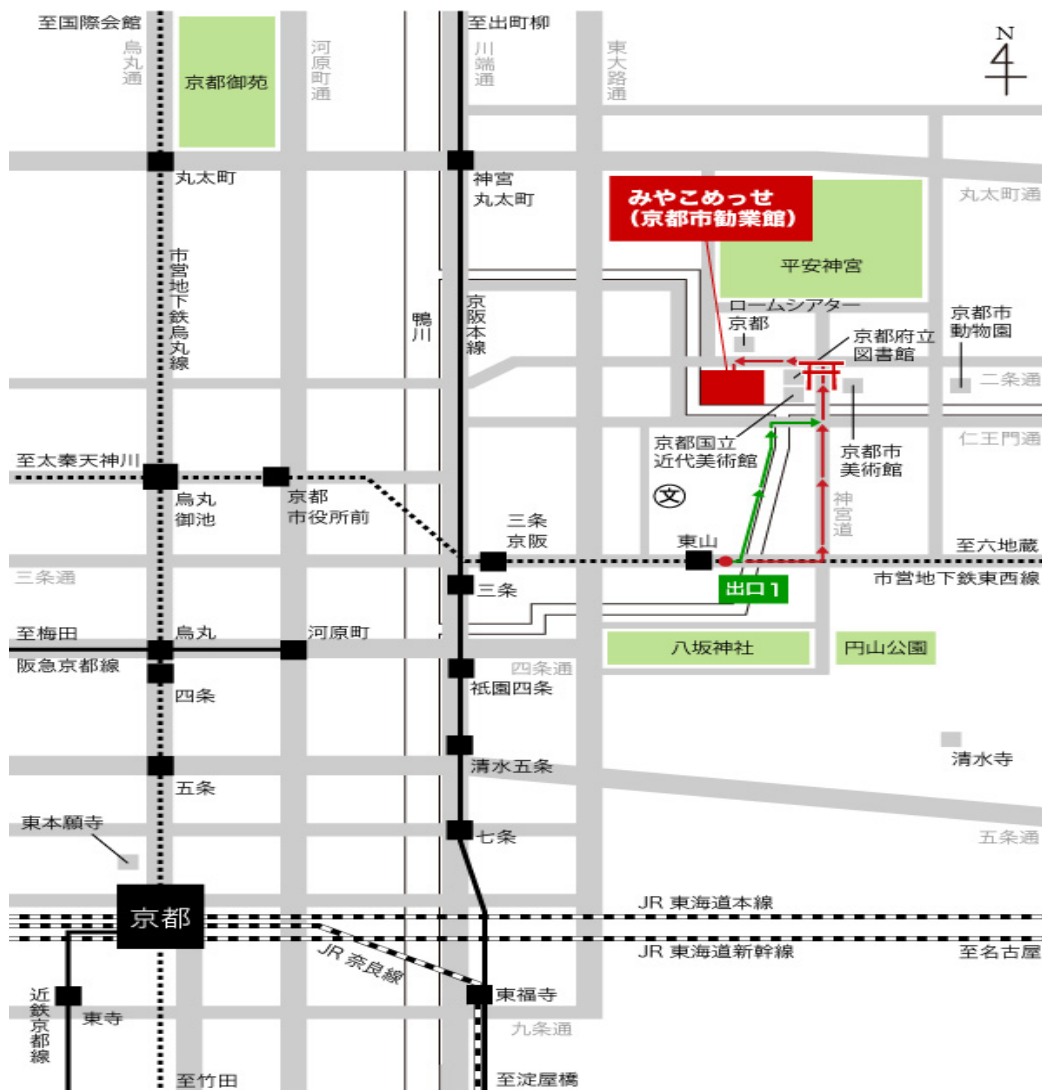 至国際会館
烏丸通
京都御苑
河原町通
至出町柳
川端通
東大路通
N
丸太町
神宮
丸太町
丸太町通
みやこめっせ
(京都市勧業館)
平安神宮
市営地下鉄烏丸線
鴨川
京阪本線
ロームシアター
京都
京都府立
図書館
京都市
動物園
二条通
京都国立
近代美術館
京都市
美術館
仁王門通
至太秦天神川
烏丸
御池
京都
市役所前
文
神宮道
三条
京阪
東山
至六地蔵
三条通
三条
出口1
市営地下鉄東西線
至梅田
烏丸
河原町
阪急京都線
四条
四条通
祇園四条
八坂神社
円山公園
清水寺
五条
清水五条
五条通
東本願寺
七条
京都
JR 東海道本線
JR 奈良線
JR 東海道新幹線
至名古屋
近鉄京都線
東寺
東福寺
九条通
至竹田
至淀屋橋